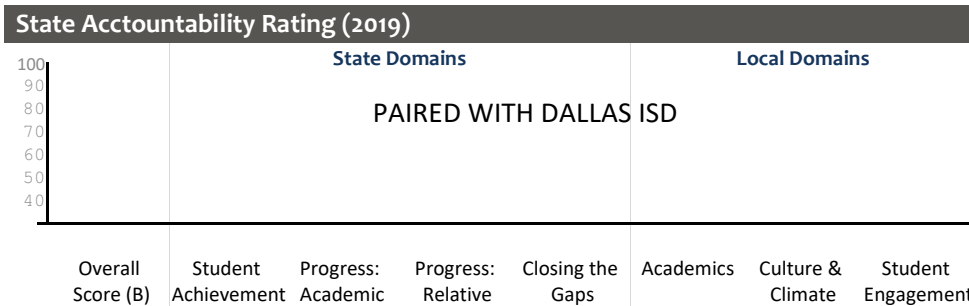 State Acctountability Rating (2019)
State Domains
Local Domains
100
90
80
70
60
50
40
PAIRED WITH DALLAS ISD
Overall
Score (B)
Student
Achievement
Progress:
Academic
Progress:
Relative
Closing the
Gaps
Academics
Culture &
Climate
Student
Engagement